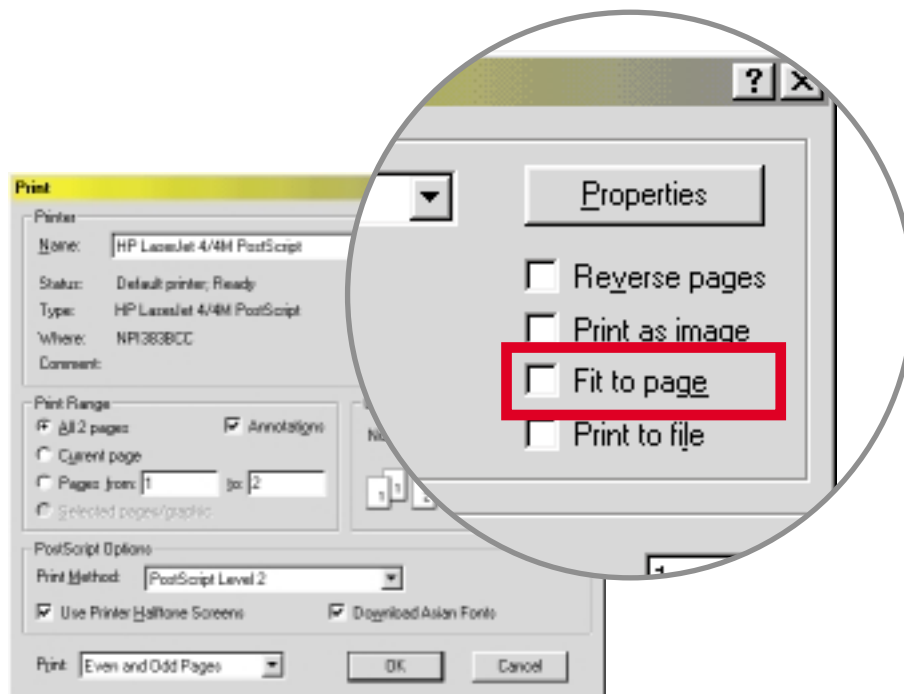 Print
Printer
Name: HP LaserJet 4/4M PostScript
Status: Default printer; Ready
Type: HP LaserJet 4/4M PostScript
Where: NPI383BCC
Comment:
Print Range
All 2 pages
Annotations
Current page
Pages from: 1 to: 2
Selected pages/graphic
PostScript Options
Print Method: PostScript Level 2
Use Printer Halftone Screens
Download Asian Fonts
Print: Even and Odd Pages
OK
Cancel
?
Properties
Reverse pages
Print as image
Fit to page
Print to file
1
1